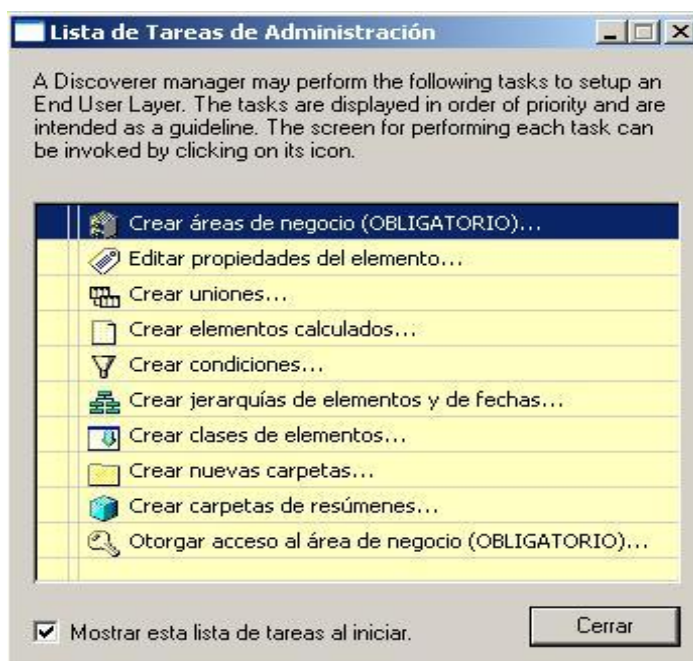 Lista de Tareas de Administración
A Discoverer manager may perform the following tasks to setup an
End User Layer. The tasks are displayed in order of priority and are
intended as a guideline. The screen for performing each task can
be invoked by clicking on its icon.
Crear áreas de negocio (OBLIGATORIO)...
Editar propiedades del elemento...
Crear uniones...
Crear elementos calculados...
Crear condiciones...
Crear jerarquías de elementos y de fechas...
Crear clases de elementos...
Crear nuevas carpetas...
Crear carpetas de resúmenes...
Otorgar acceso al área de negocio (OBLIGATORIO)...
Mostrar esta lista de tareas al iniciar.
Cerrar